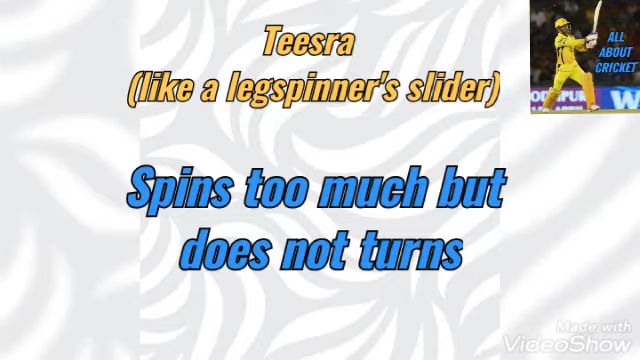 Teesra
(like a legspinner's slider)
Spins too much but
does not turns
ALL
ABOUT
CRICKET
Made with
VideoShow